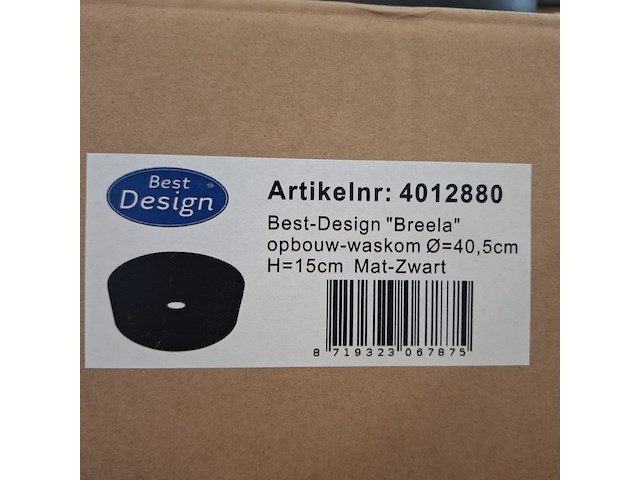 Best
Design
®
Artikelnr: 4012880
Best-Design "Breela"
opbouw-waskom Ø=40,5cm
H=15cm Mat-Zwart
8 719323 067875